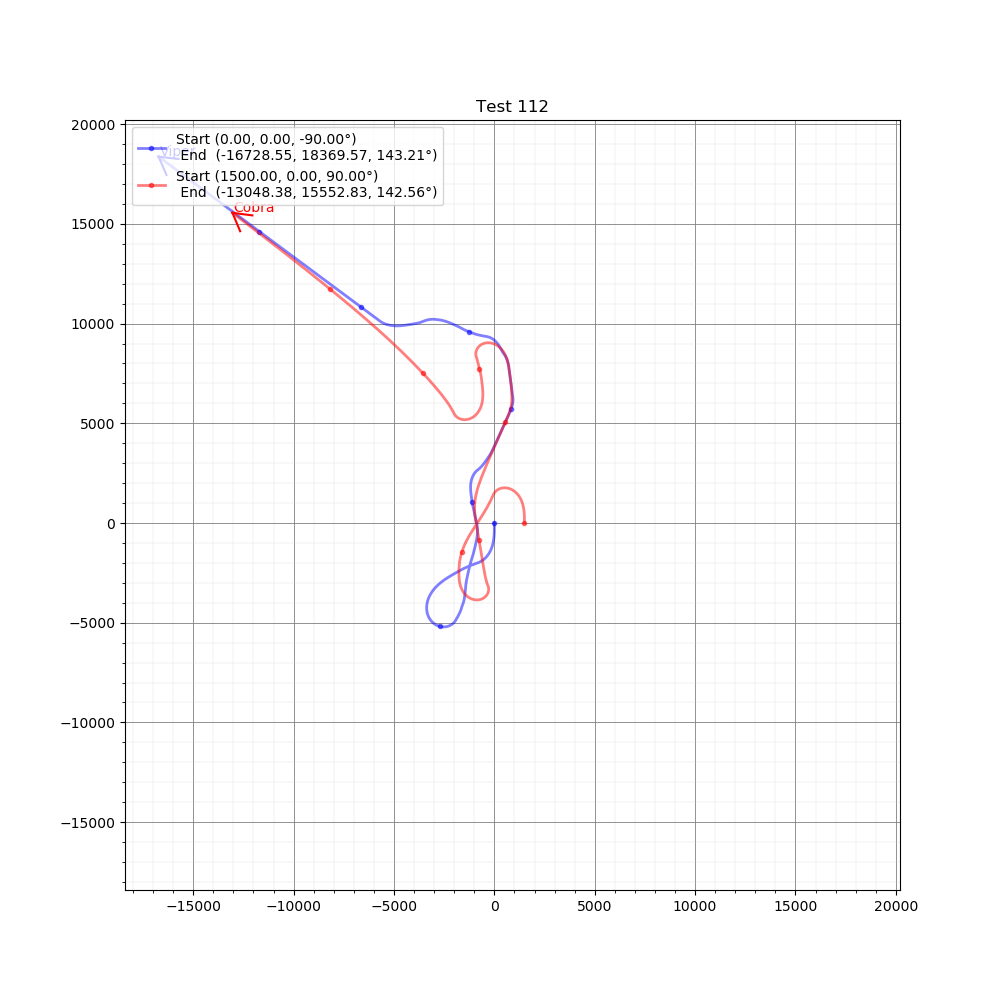 Test 112
Start (0.00, 0.00, -90.00°)
End (-16728.55, 18369.57, 143.21°)
Start (1500.00, 0.00, 90.00°)
End (-13048.38, 15552.83, 142.56°)
Viper
Cobra
20000
15000
10000
5000
0
−5000
−10000
−15000
−15000 −10000 −5000 0 5000 10000 15000 20000